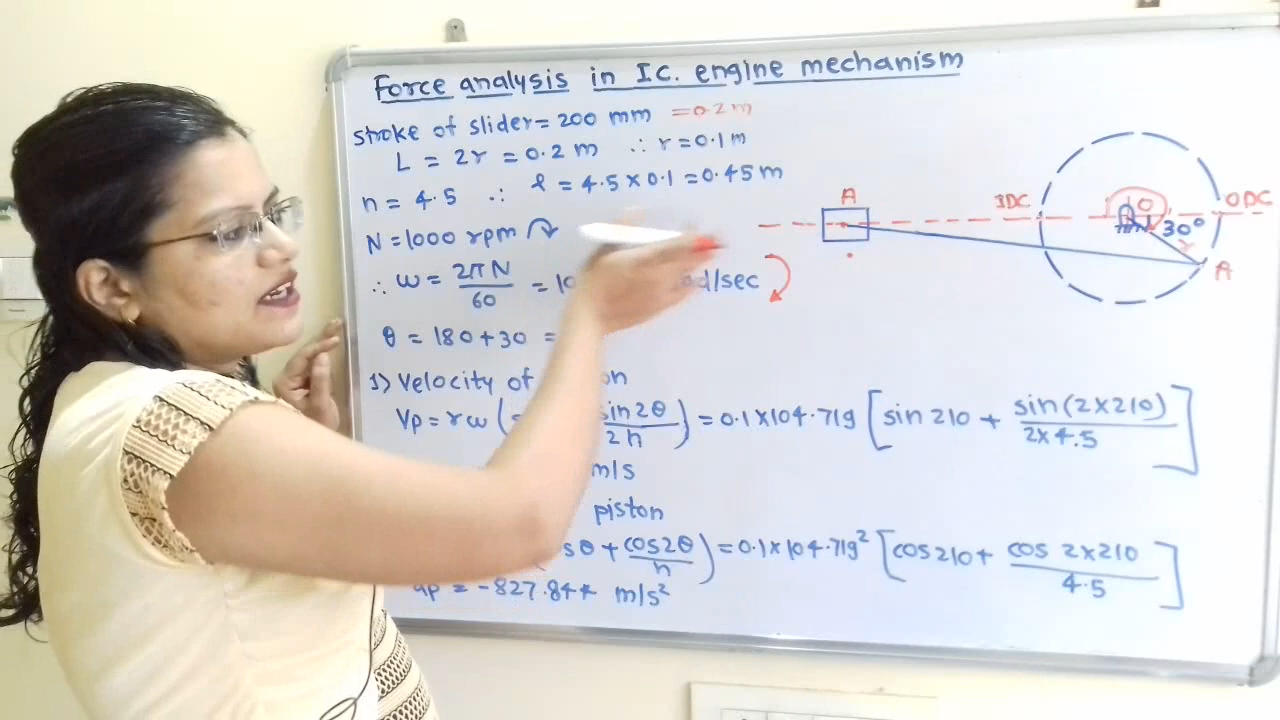 Force analysis in I.C. engine mechanism
stroke of slider = 200 mm = 0.2 m
L = 2r = 0.2 m ∴ r = 0.1 m
n = 4.5 ∴ l = 4.5 × 0.1 = 0.45 m
N = 1000 rpm
∴ ω = 2πN/60 = 10 ad/sec
θ = 180 + 30 =
1) Velocity of on
Vp = rω ( sin2θ/2n ) = 0.1 × 104.719 [ sin 210 + sin(2×210)/2×4.5 ]
m/s
piston
sθ + cos2θ/n ) = 0.1 × 104.719² [ cos 210 + cos 2×210/4.5 ]
ap = -827.844 m/s²
A
IDC
O
ODC
30°
r
A